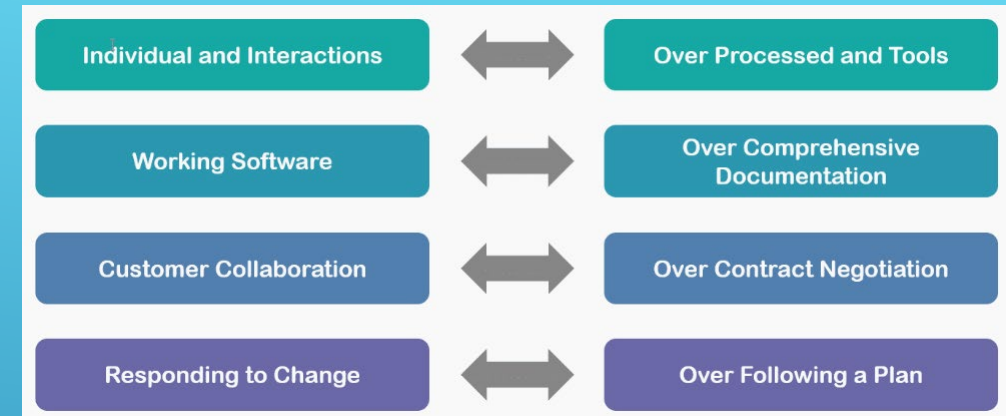 Individual and Interactions
Over Processed and Tools
Working Software
Over Comprehensive
Documentation
Customer Collaboration
Over Contract Negotiation
Responding to Change
Over Following a Plan